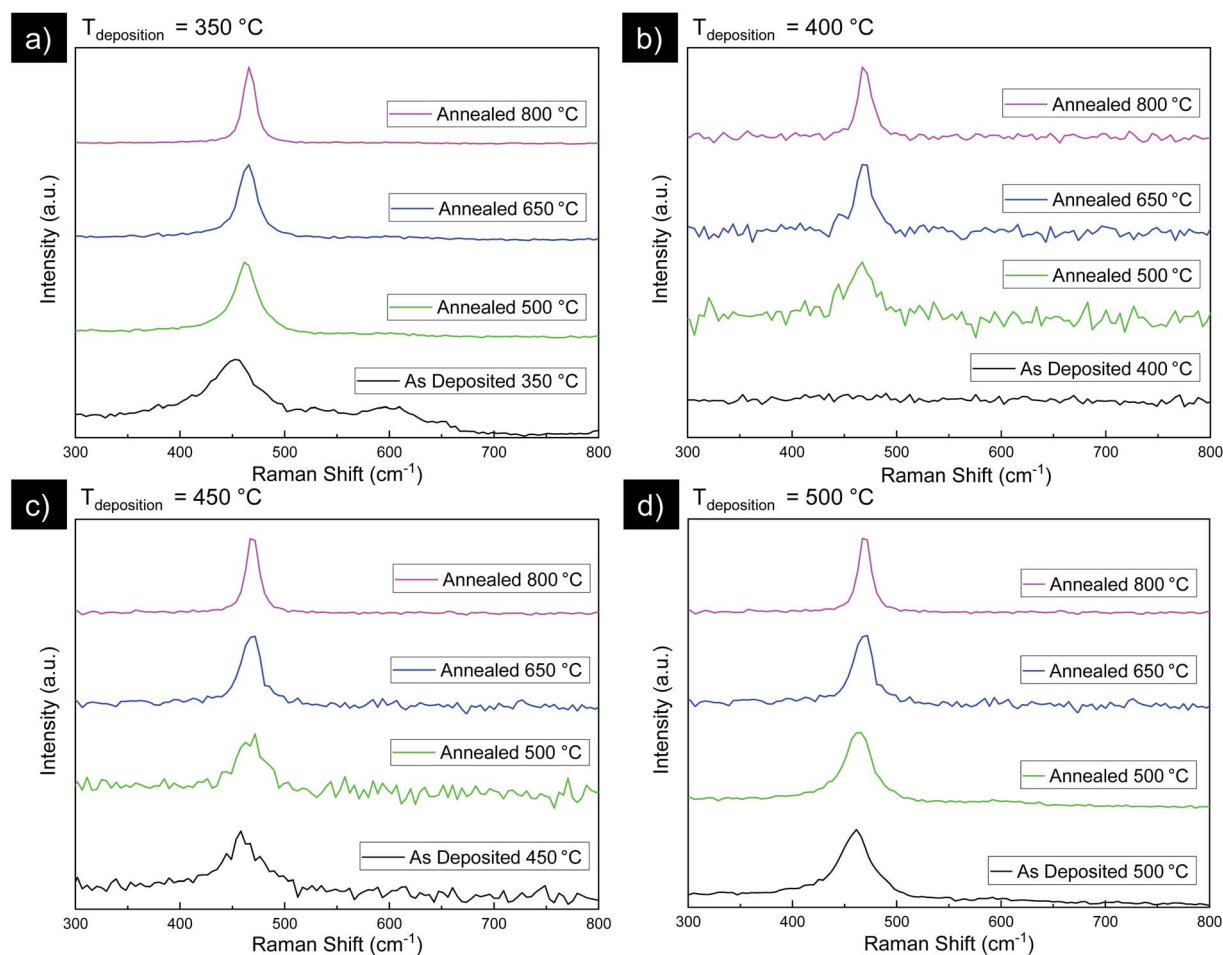 a)
T_deposition = 350 °C
Annealed 800 °C
Annealed 650 °C
Annealed 500 °C
As Deposited 350 °C
Intensity (a.u.)
300 400 500 600 700 800
Raman Shift (cm⁻¹)
b)
T_deposition = 400 °C
Annealed 800 °C
Annealed 650 °C
Annealed 500 °C
As Deposited 400 °C
Intensity (a.u.)
300 400 500 600 700 800
Raman Shift (cm⁻¹)
c)
T_deposition = 450 °C
Annealed 800 °C
Annealed 650 °C
Annealed 500 °C
As Deposited 450 °C
Intensity (a.u.)
300 400 500 600 700 800
Raman Shift (cm⁻¹)
d)
T_deposition = 500 °C
Annealed 800 °C
Annealed 650 °C
Annealed 500 °C
As Deposited 500 °C
Intensity (a.u.)
300 400 500 600 700 800
Raman Shift (cm⁻¹)